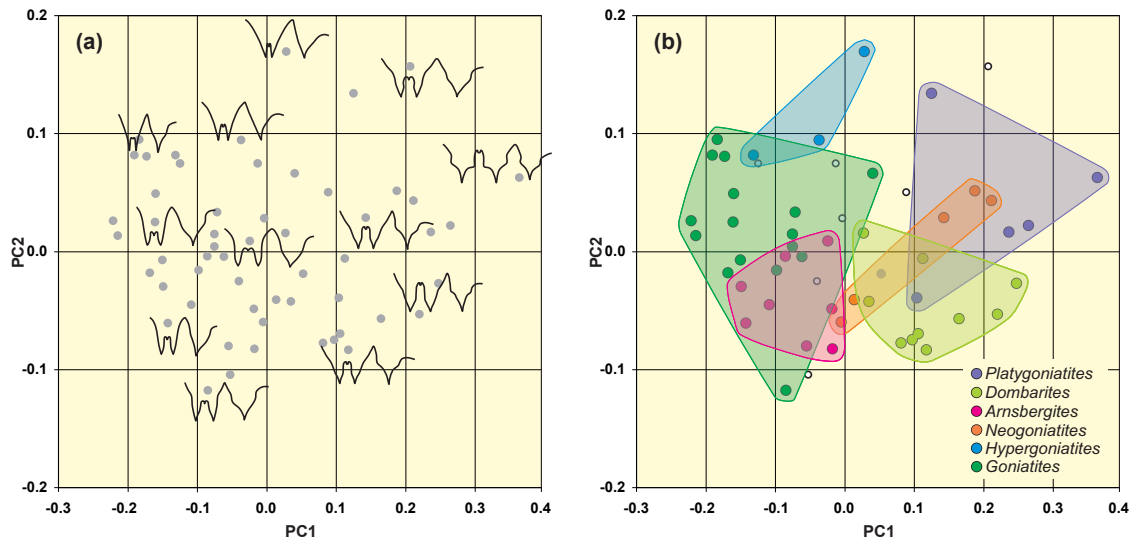 (a)
0.2
0.1
0.0
-0.1
-0.2
PC2
-0.3
-0.2
-0.1
0.0
0.1
0.2
0.3
0.4
PC1
(b)
0.2
0.1
0.0
-0.1
-0.2
PC2
Platygoniatites
Dombarites
Arnsbergites
Neogoniatites
Hypergoniatites
Goniatites
-0.3
-0.2
-0.1
0.0
0.1
0.2
0.3
0.4
PC1